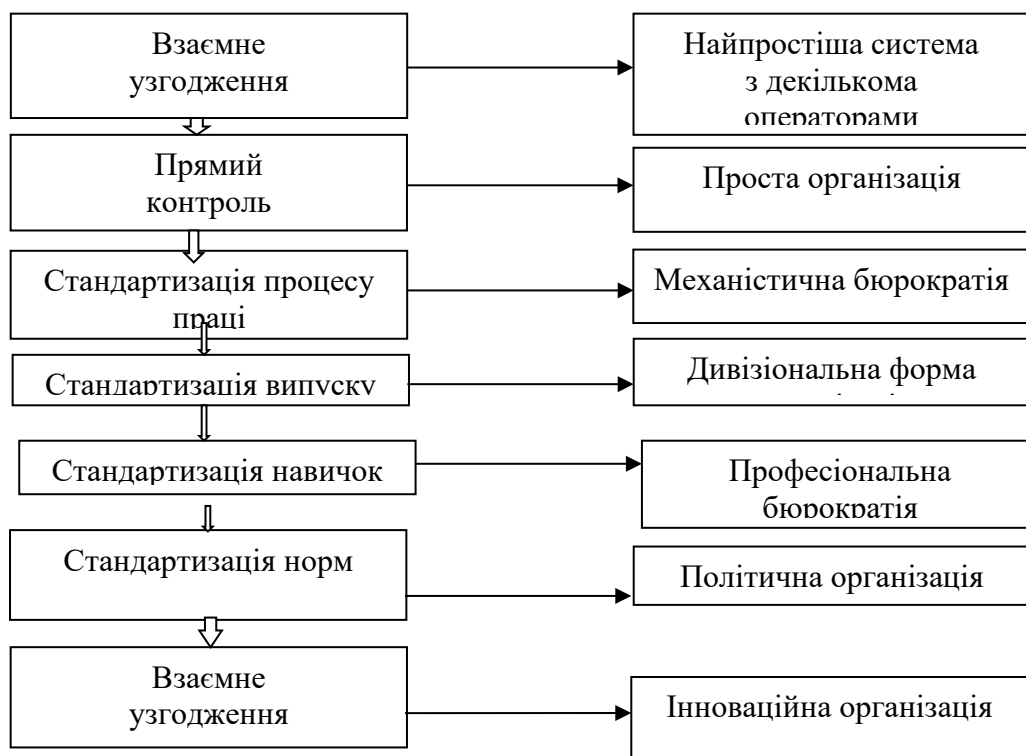 Взаємне
узгодження
Найпростіша система
з декількома
операторами
Прямий
контроль
Проста організація
Стандартизація процесу
праці
Механістична бюрократія
Стандартизація випуску
Дивізіональна форма
Стандартизація навичок
Професіональна
бюрократія
Стандартизація норм
Політична організація
Взаємне
узгодження
Інноваційна організація